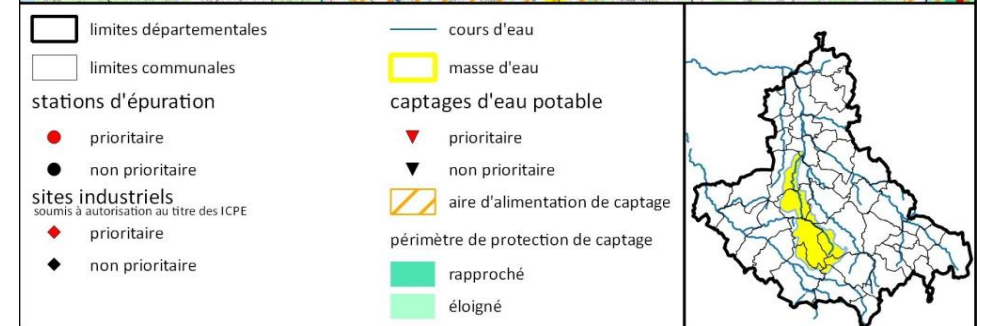 limites départementales
limites communales
stations d'épuration
prioritaire
non prioritaire
sites industriels
soumis à autorisation au titre des ICPE
prioritaire
non prioritaire
cours d'eau
masse d'eau
captages d'eau potable
prioritaire
non prioritaire
aire d'alimentation de captage
périmètre de protection de captage
rapproché
éloigné